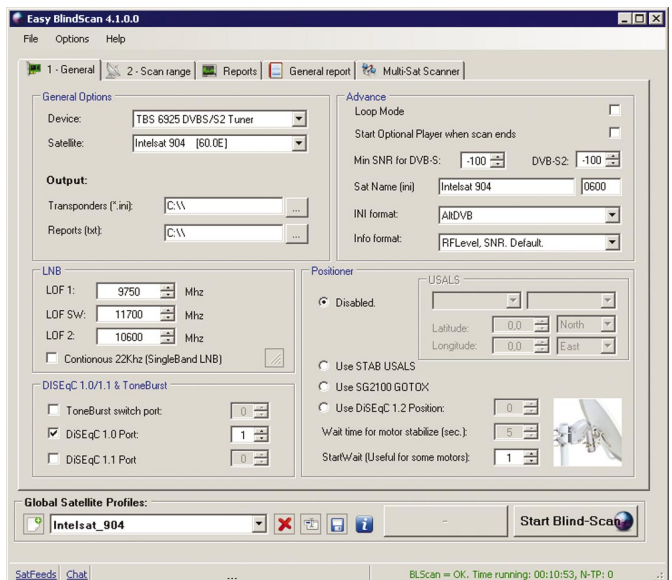 Easy BlindScan 4.1.0.0
File Options Help
1 - General 2 - Scan range Reports General report Multi-Sat Scanner
General Options
Device: TBS 6925 DVBS/S2 Tuner
Satellite: Intelsat 904 [60.0E]
Output:
Transponders (*.ini): C:\\ ...
Reports (txt): C:\\ ...
Advance
Loop Mode
Start Optional Player when scan ends
Min SNR for DVB-S: -100 DVB-S2: -100
Sat Name (ini) Intelsat 904 0600
INI format: AltDVB
Info format: RFLevel, SNR. Default.
LNB
LOF 1: 9750 Mhz
LOF SW: 11700 Mhz
LOF 2: 10600 Mhz
Contionous 22Khz (SingleBand LNB)
DISEqC 1.0/1.1 & ToneBurst
ToneBurst switch port: 0
DiSEqC 1.0 Port: 1
DiSEqC 1.1 Port 0
Positioner
Disabled.
USALS
Latitude: 0,0 North
Longitude: 0,0 East
Use STAB USALS
Use SG2100 GOTOX
Use DiSEqC 1.2 Position: 0
Wait time for motor stabilize (sec.): 5
StartWait (Useful for some motors): 1
Global Satellite Profiles:
Intelsat_904 - Start Blind-Scan
SatFeeds Chat ... BLScan = OK. Time running: 00:10:53, N-TP: 0